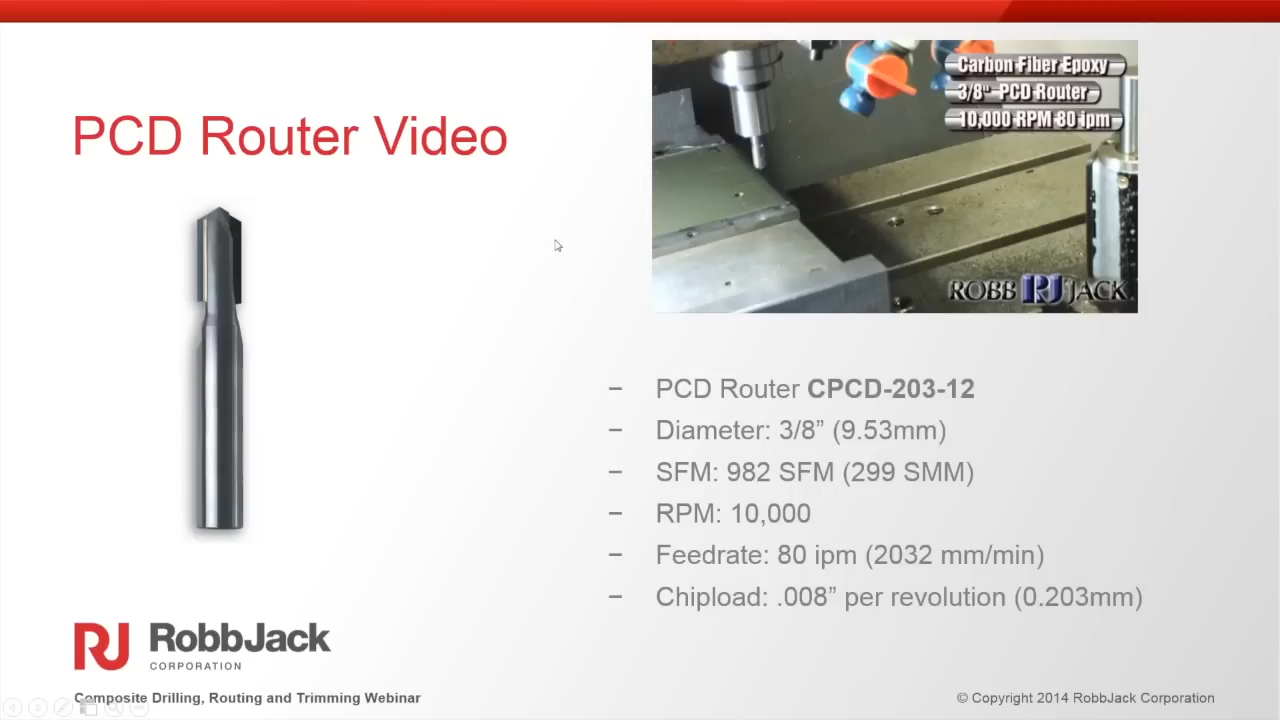 PCD Router Video
Carbon Fiber Epoxy
3/8" PCD Router
10,000 RPM 80 ipm
ROBB RJ JACK
– PCD Router CPCD-203-12
– Diameter: 3/8” (9.53mm)
– SFM: 982 SFM (299 SMM)
– RPM: 10,000
– Feedrate: 80 ipm (2032 mm/min)
– Chipload: .008” per revolution (0.203mm)
RJ RobbJack
CORPORATION
Composite Drilling, Routing and Trimming Webinar
© Copyright 2014 RobbJack Corporation